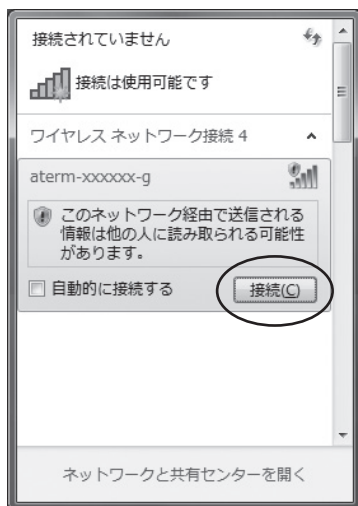 接続されていません
接続は使用可能です
ワイヤレス ネットワーク接続 4
aterm-xxxxxx-g
このネットワーク経由で送信される
情報は他の人に読み取られる可能性
があります。
自動的に接続する
接続(C)
ネットワークと共有センターを開く